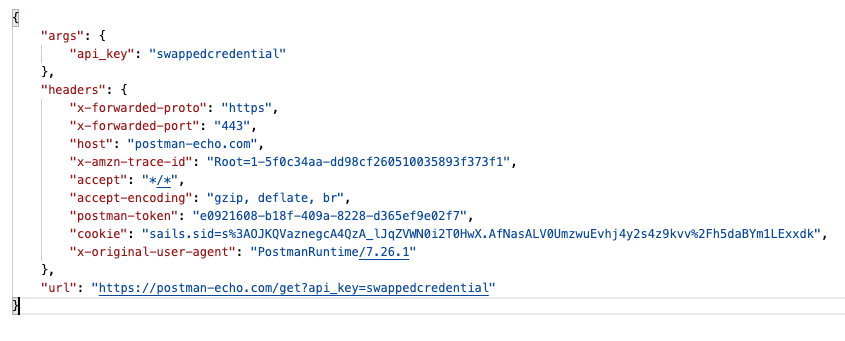 {
    "args": {
        "api_key": "swappedcredential"
    },
    "headers": {
        "x-forwarded-proto": "https",
        "x-forwarded-port": "443",
        "host": "postman-echo.com",
        "x-amzn-trace-id": "Root=1-5f0c34aa-dd98cf260510035893f373f1",
        "accept": "*/*",
        "accept-encoding": "gzip, deflate, br",
        "postman-token": "e0921608-b18f-409a-8228-d365ef9e02f7",
        "cookie": "sails.sid=s%3AOJKQVaznegcA4QzA_lJqZVWN0i2T0HwX.AfNasALV0UmzwuEvhj4y2s4z9kvv%2Fh5daBYm1LExxdk",
        "x-original-user-agent": "PostmanRuntime/7.26.1"
    },
    "url": "https://postman-echo.com/get?api_key=swappedcredential"
}